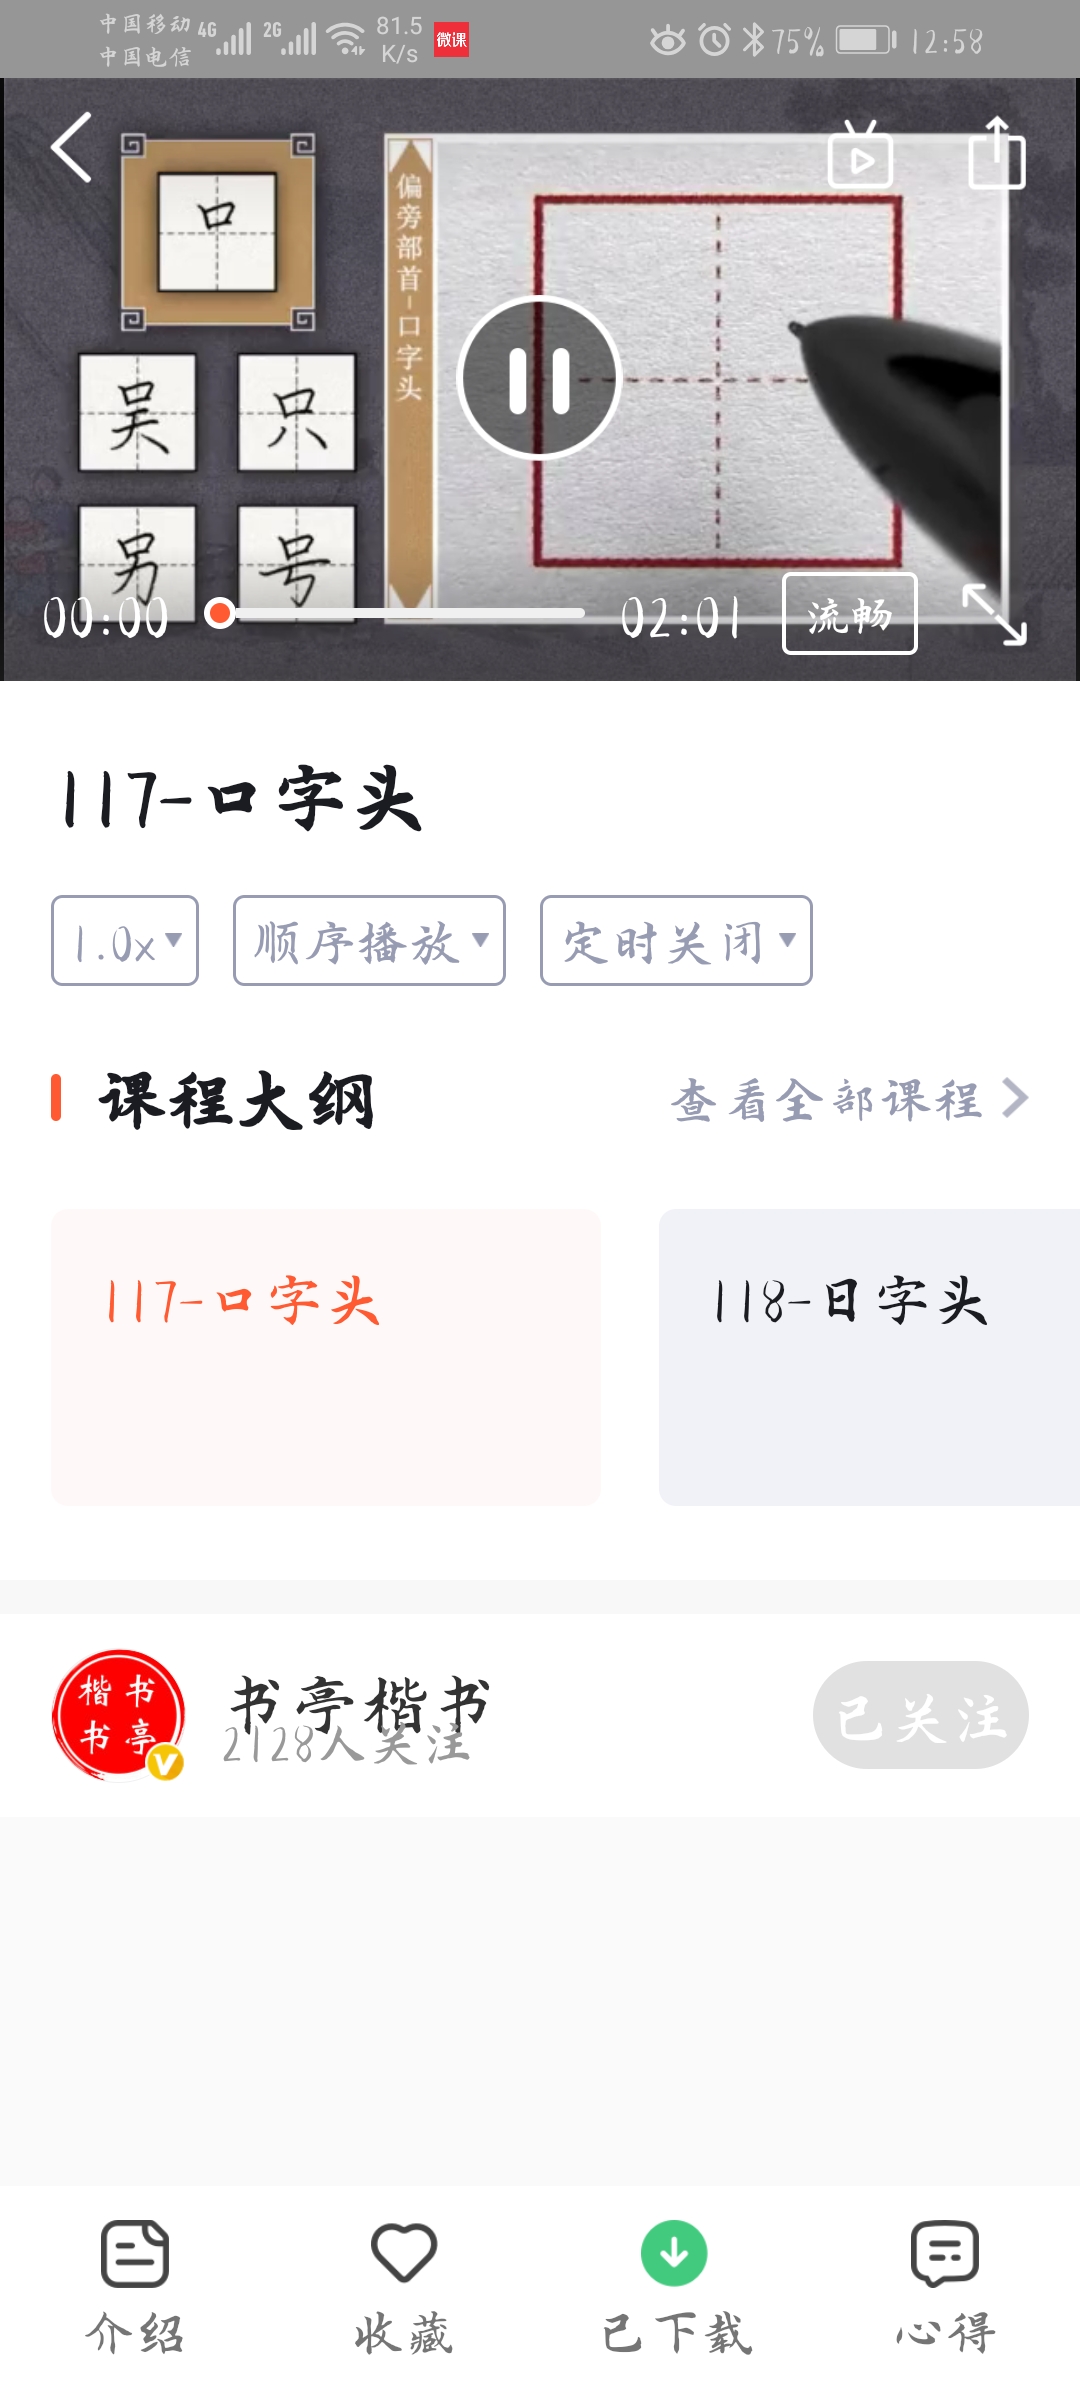 中国移动 4G 2G 81.5 K/s 微课 75% 12:58
中国电信
口
偏旁部首-口字头
吴 只
另 号
00:00 02:01 流畅
117-口字头
1.0x 顺序播放 定时关闭
课程大纲 查看全部课程
117-口字头 118-日字头
楷书书亭
书亭楷书 已关注
2128人关注
介绍 收藏 已下载 心得